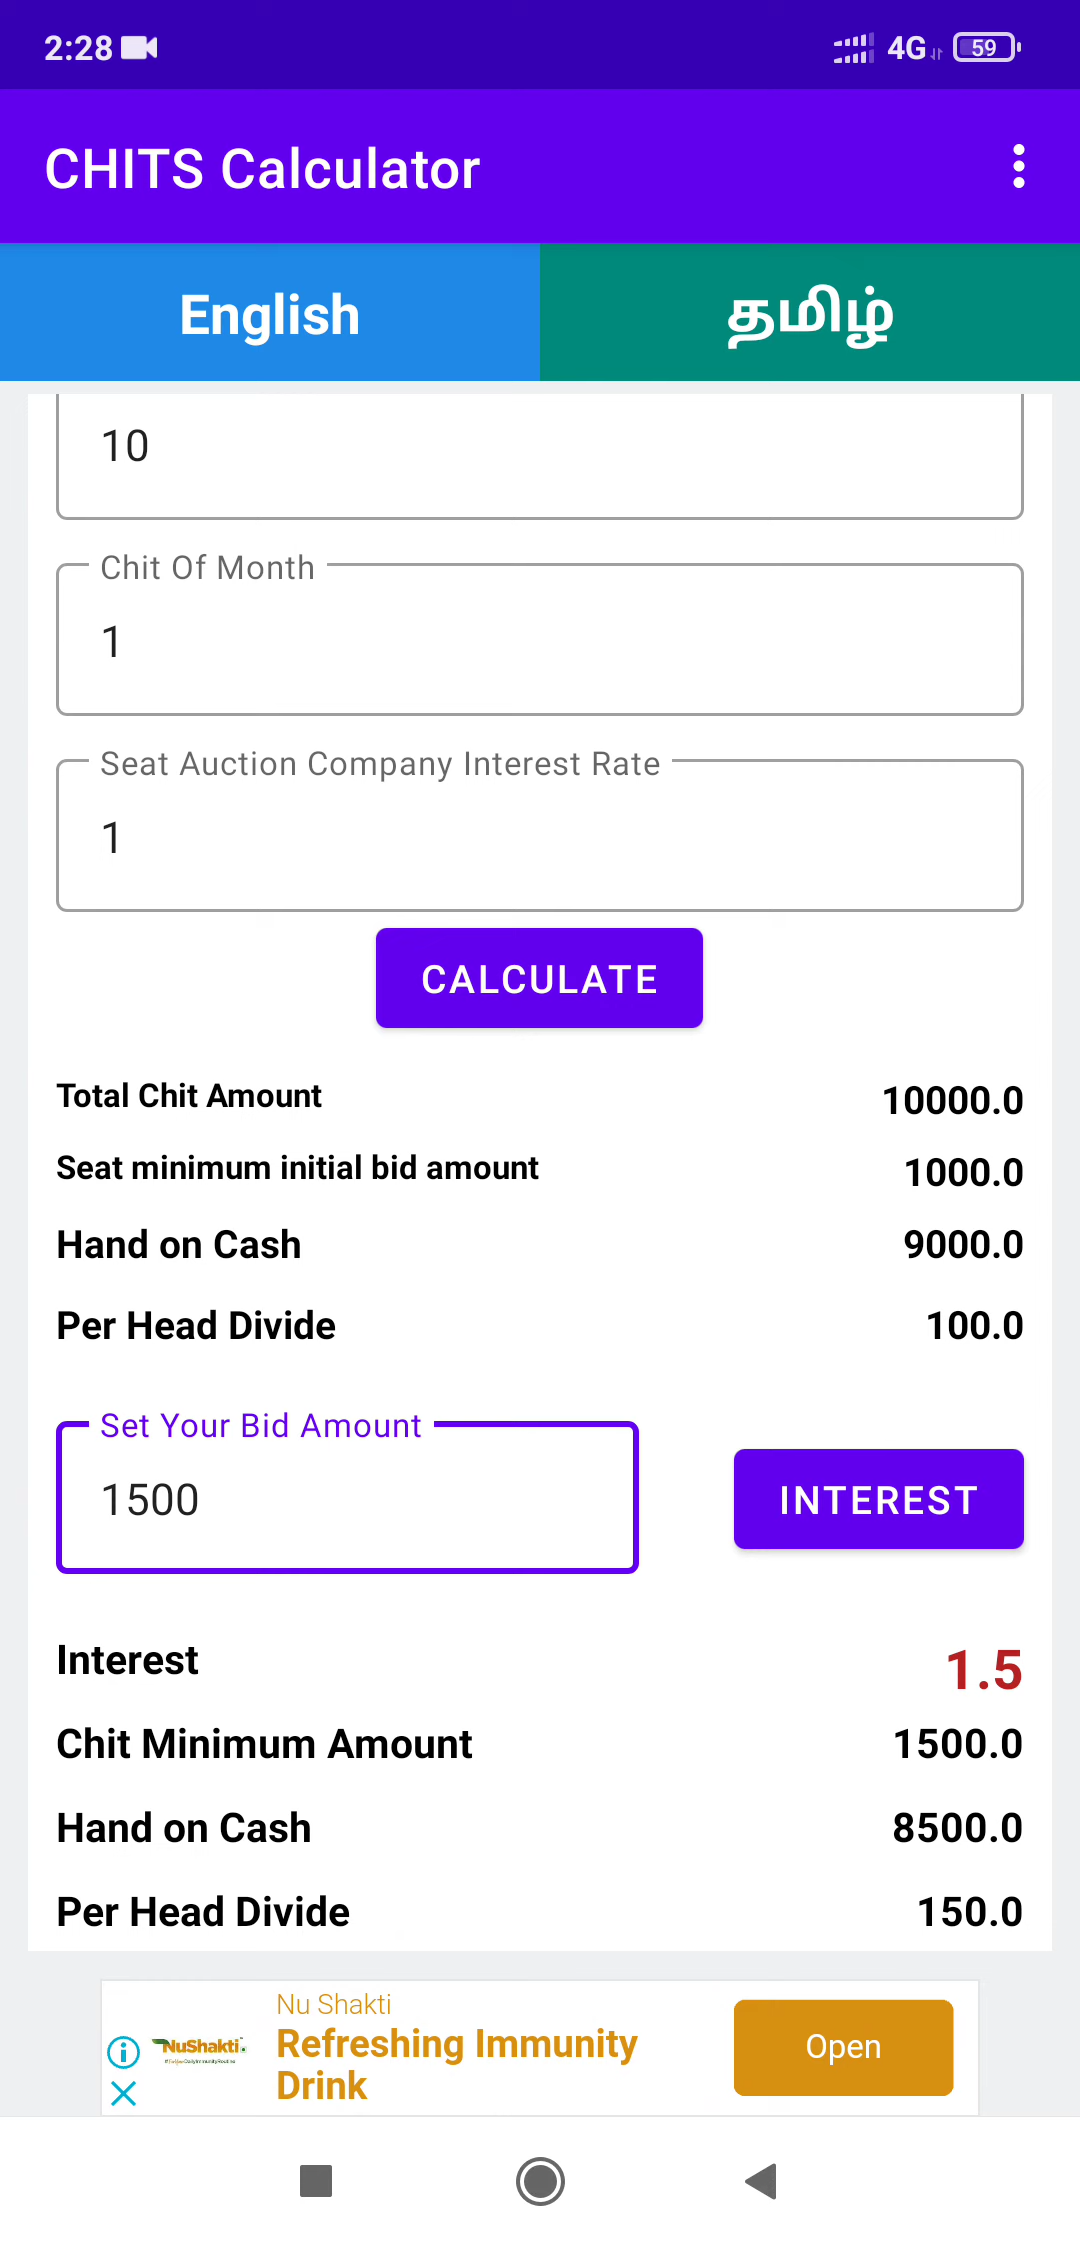 2:28
4G
59
CHITS Calculator
English
தமிழ்
10
Chit Of Month
1
Seat Auction Company Interest Rate
1
CALCULATE
Total Chit Amount 10000.0
Seat minimum initial bid amount 1000.0
Hand on Cash 9000.0
Per Head Divide 100.0
Set Your Bid Amount
1500
INTEREST
Interest 1.5
Chit Minimum Amount 1500.0
Hand on Cash 8500.0
Per Head Divide 150.0
Nu Shakti
NuShakti
Refreshing Immunity
Drink
Open